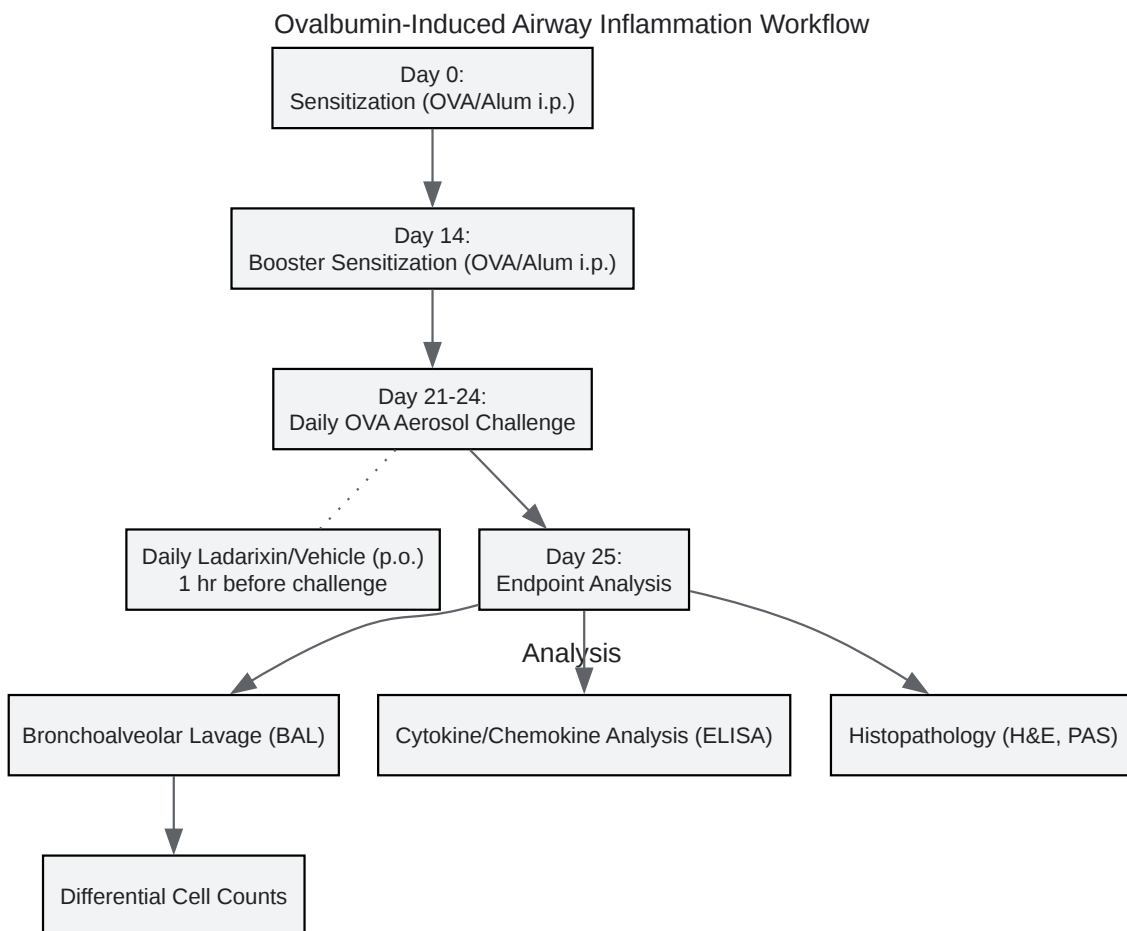 Ovalbumin-Induced Airway Inflammation Workflow
Day 0:
Sensitization (OVA/Alum i.p.)
Day 14:
Booster Sensitization (OVA/Alum i.p.)
Day 21-24:
Daily OVA Aerosol Challenge
Daily Ladarixin/Vehicle (p.o.)
1 hr before challenge
Day 25:
Endpoint Analysis
Analysis
Bronchoalveolar Lavage (BAL)
Cytokine/Chemokine Analysis (ELISA)
Histopathology (H&E, PAS)
Differential Cell Counts